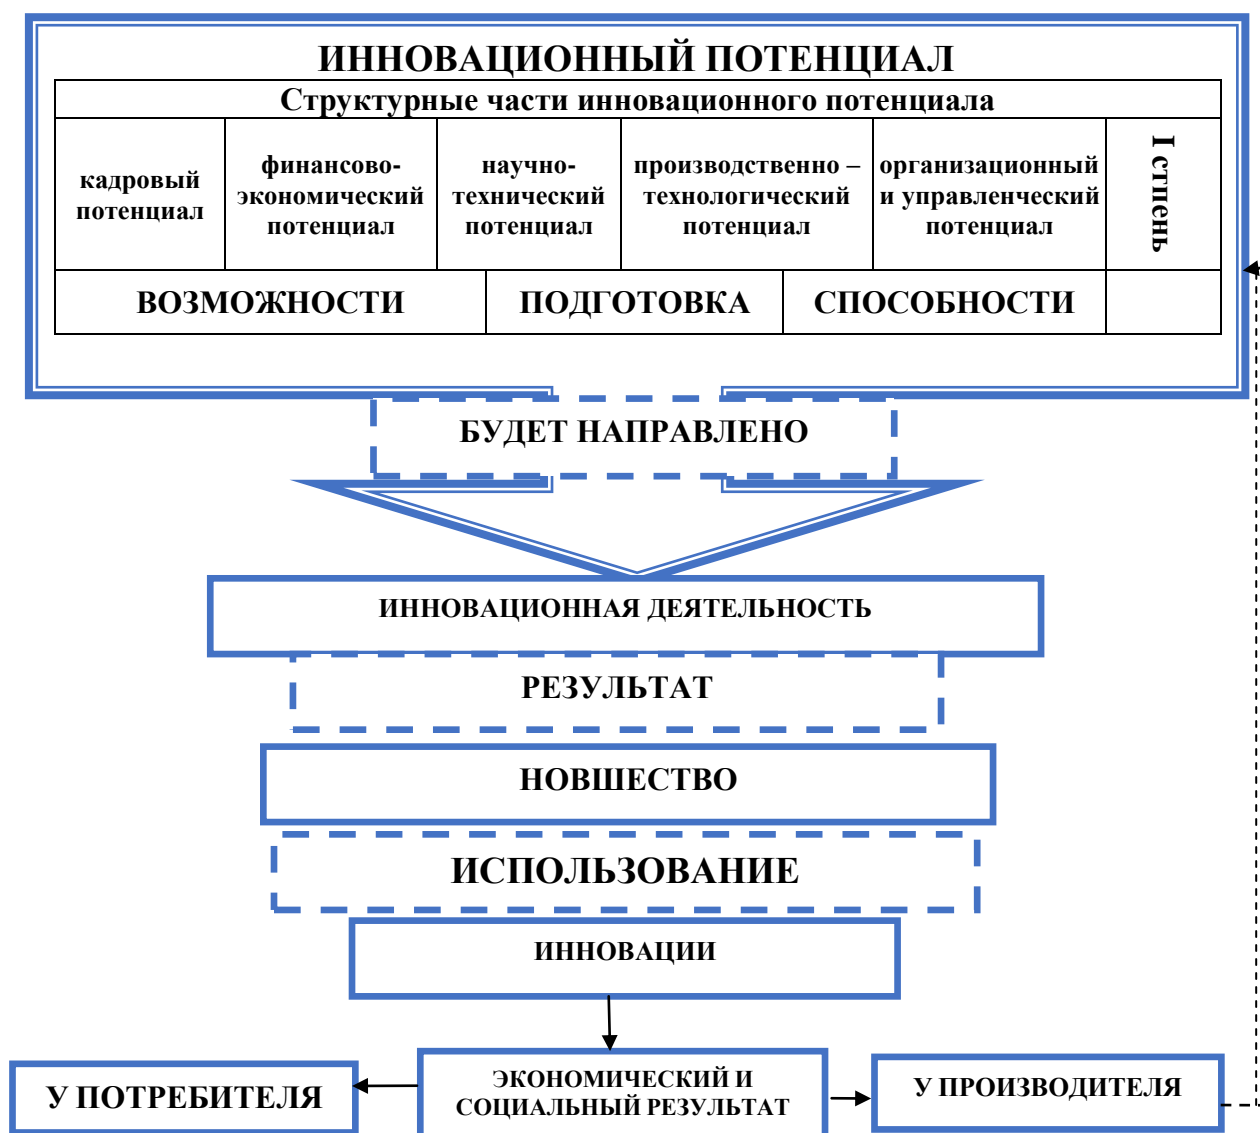 ИННОВАЦИОННЫЙ ПОТЕНЦИАЛ
Структурные части инновационного потенциала
кадровый
потенциал
финансово-
экономический
потенциал
научно-
технический
потенциал
производственно –
технологический
потенциал
организационный
и управленческий
потенциал
I стпень
ВОЗМОЖНОСТИ
ПОДГОТОВКА
СПОСОБНОСТИ
БУДЕТ НАПРАВЛЕНО
ИННОВАЦИОННАЯ ДЕЯТЕЛЬНОСТЬ
РЕЗУЛЬТАТ
НОВШЕСТВО
ИСПОЛЬЗОВАНИЕ
ИННОВАЦИИ
У ПОТРЕБИТЕЛЯ
ЭКОНОМИЧЕСКИЙ И
СОЦИАЛЬНЫЙ РЕЗУЛЬТАТ
У ПРОИЗВОДИТЕЛЯ